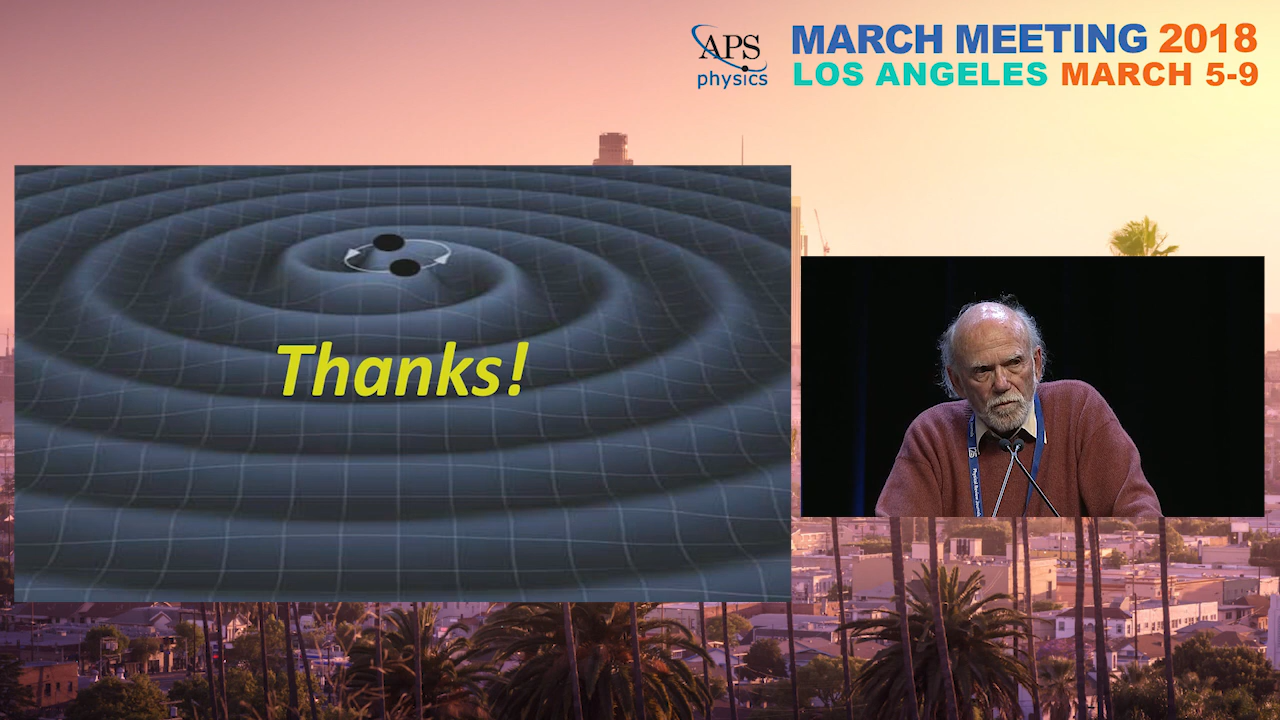 APS
physics
MARCH MEETING 2018
LOS ANGELES MARCH 5-9
Thanks!